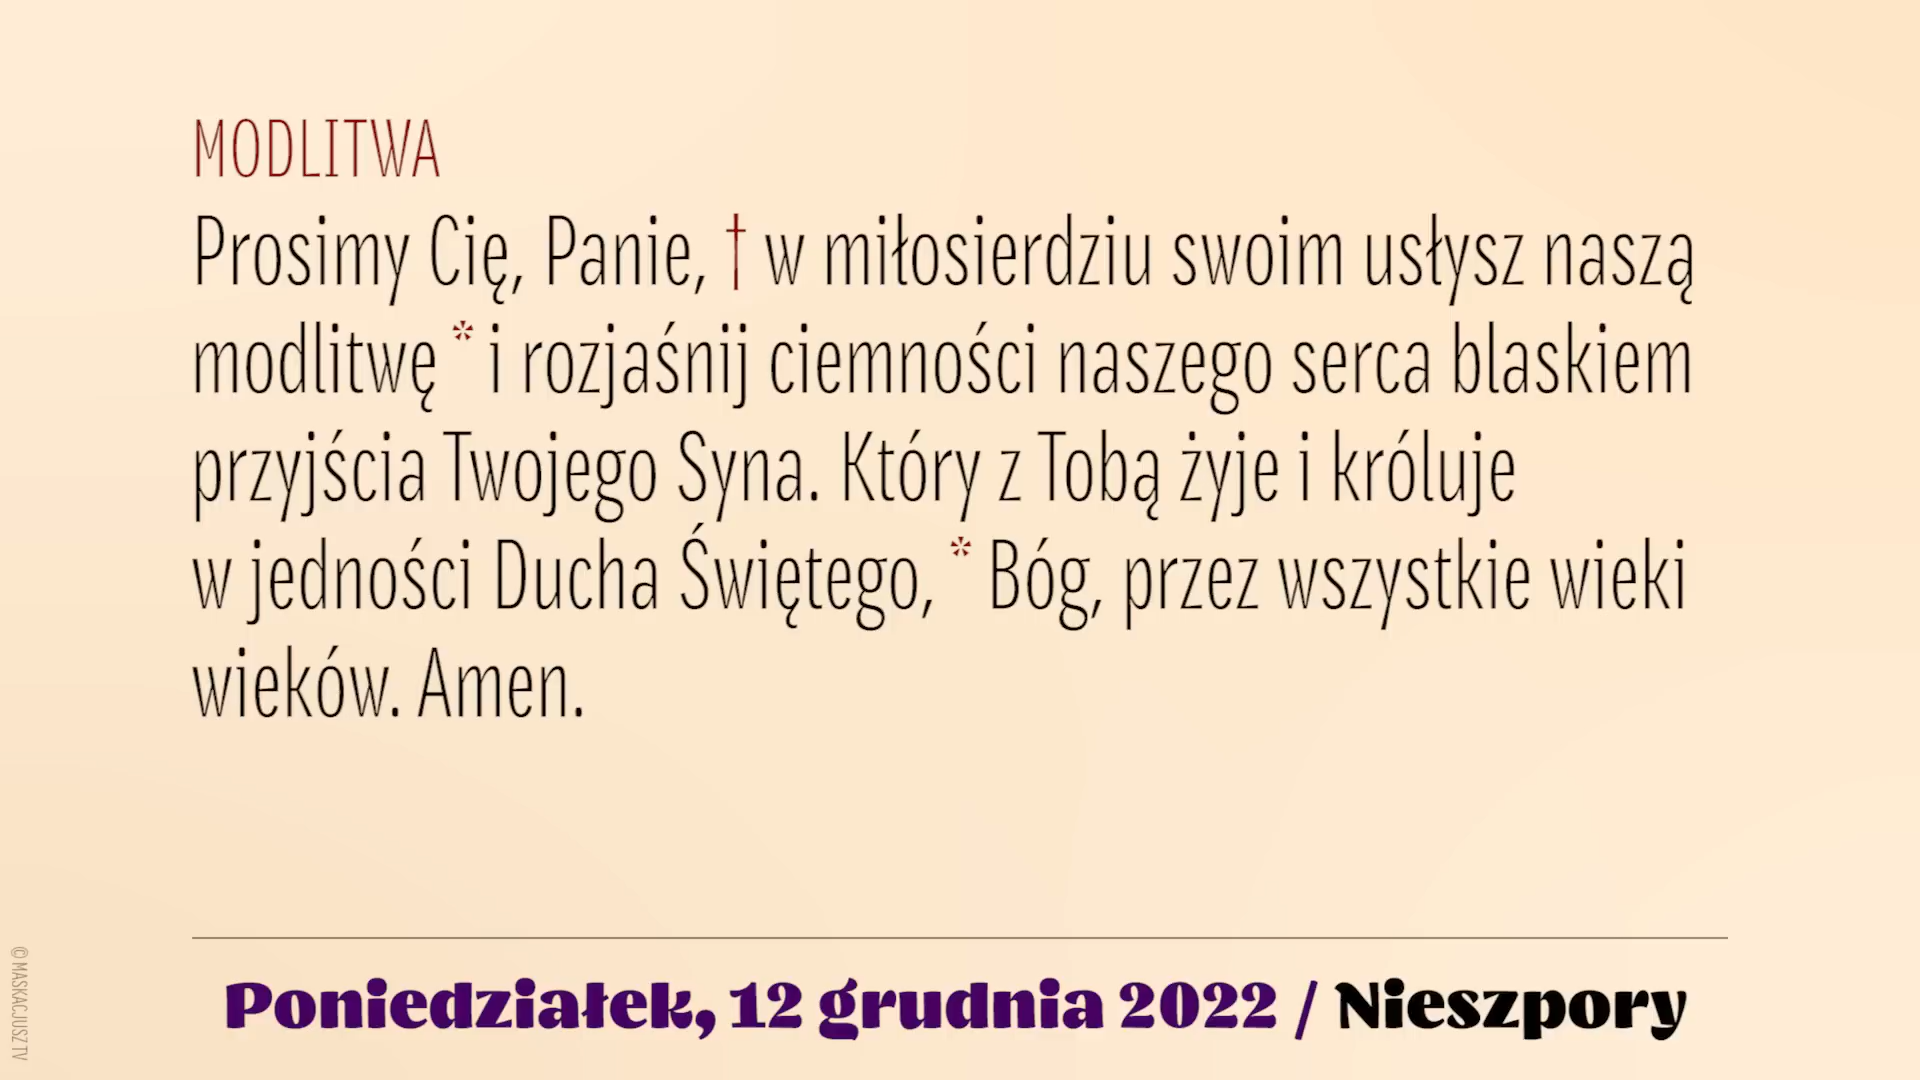 MODLITWA
Prosimy Cię, Panie, † w miłosierdziu swoim usłysz naszą
modlitwę * i rozjaśnij ciemności naszego serca blaskiem
przyjścia Twojego Syna. Który z Tobą żyje i króluje
w jedności Ducha Świętego, * Bóg, przez wszystkie wieki
wieków. Amen.
Poniedziałek, 12 grudnia 2022 / Nieszpory
© MASKACJUSZ TV